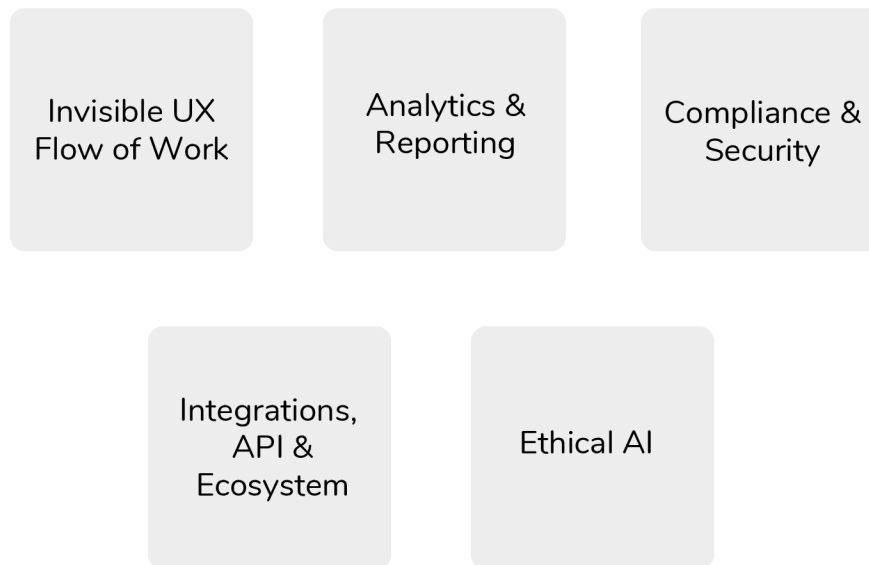 Invisible UX
Flow of Work
Analytics &
Reporting
Compliance &
Security
Integrations,
API &
Ecosystem
Ethical AI